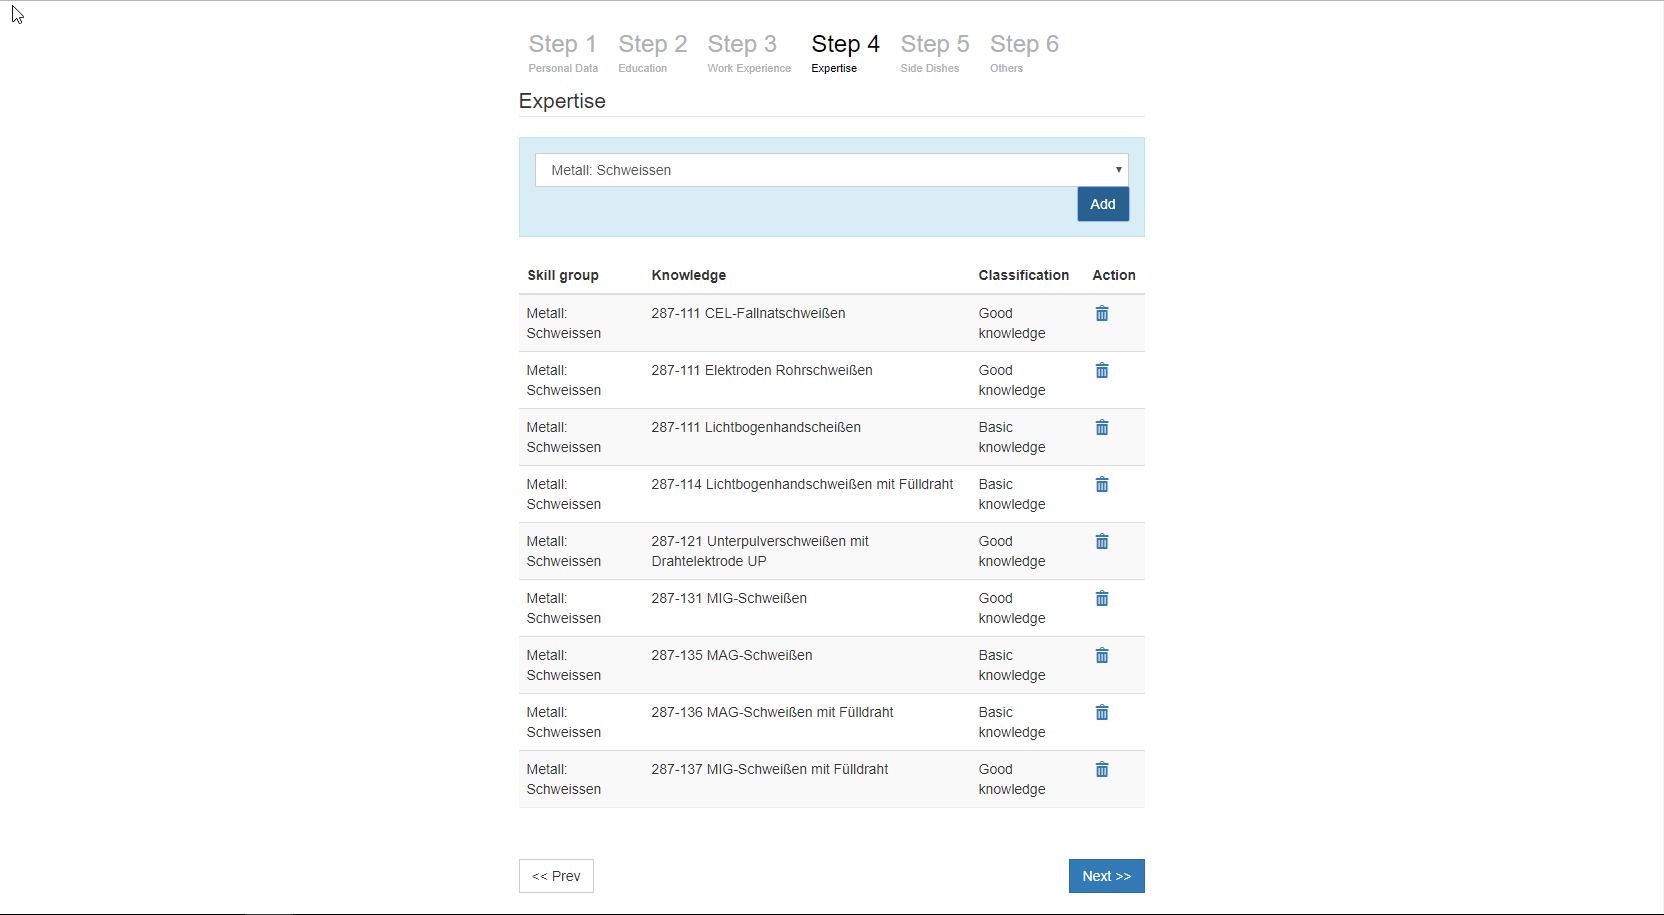 Step 1 Step 2 Step 3 Step 4 Step 5 Step 6
Personal Data Education Work Experience Expertise Side Dishes Others
Expertise
Metall: Schweissen
Add
Skill group Knowledge Classification Action
Metall: 287-111 CEL-Fallnatschweißen Good
Schweissen knowledge
Metall: 287-111 Elektroden Rohrschweißen Good
Schweissen knowledge
Metall: 287-111 Lichtbogenhandscheißen Basic
Schweissen knowledge
Metall: 287-114 Lichtbogenhandschweißen mit Fülldraht Basic
Schweissen knowledge
Metall: 287-121 Unterpulverschweißen mit Good
Schweissen Drahtelektrode UP knowledge
Metall: 287-131 MIG-Schweißen Good
Schweissen knowledge
Metall: 287-135 MAG-Schweißen Basic
Schweissen knowledge
Metall: 287-136 MAG-Schweißen mit Fülldraht Basic
Schweissen knowledge
Metall: 287-137 MIG-Schweißen mit Fülldraht Good
Schweissen knowledge
<< Prev Next >>